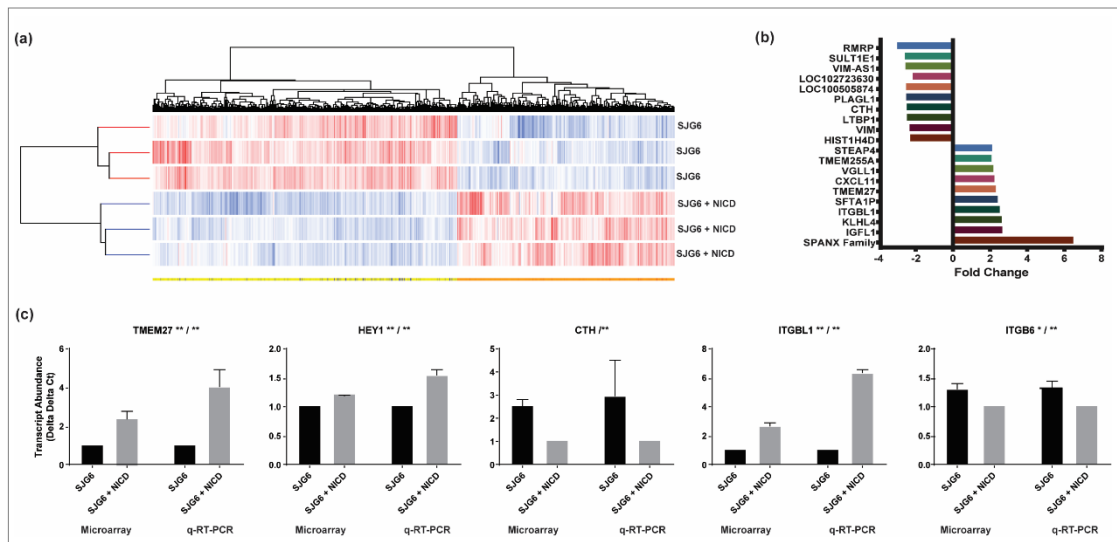 (a)
SJG6
SJG6
SJG6
SJG6 + NICD
SJG6 + NICD
SJG6 + NICD
(b)
RMRP
SULT1E1
VIM-AS1
LOC102723630
LOC100505874
PLAGL1
CTH
LTBP1
VIM
HIST1H4D
STEAP4
TMEM255A
VGLL1
CXCL11
TMEM27
SFTA1P
ITGBL1
KLHL4
IGFL1
SPANX Family
-4 -2 0 2 4 6 8
Fold Change
(c)
Transcript Abundance
(Delta Delta Ct)
TMEM27 ** / **
6
4
2
0
SJG6
SJG6 + NICD
SJG6
SJG6 + NICD
Microarray q-RT-PCR
HEY1 ** / **
2.0
1.5
1.0
0.5
0.0
SJG6
SJG6 + NICD
SJG6
SJG6 + NICD
Microarray q-RT-PCR
CTH /**
5
4
3
2
1
0
SJG6
SJG6 + NICD
SJG6
SJG6 + NICD
Microarray q-RT-PCR
ITGBL1 ** / **
8
6
4
2
0
SJG6
SJG6 + NICD
SJG6
SJG6 + NICD
Microarray q-RT-PCR
ITGB6 * / **
2.0
1.5
1.0
0.5
0.0
SJG6
SJG6 + NICD
SJG6
SJG6 + NICD
Microarray q-RT-PCR